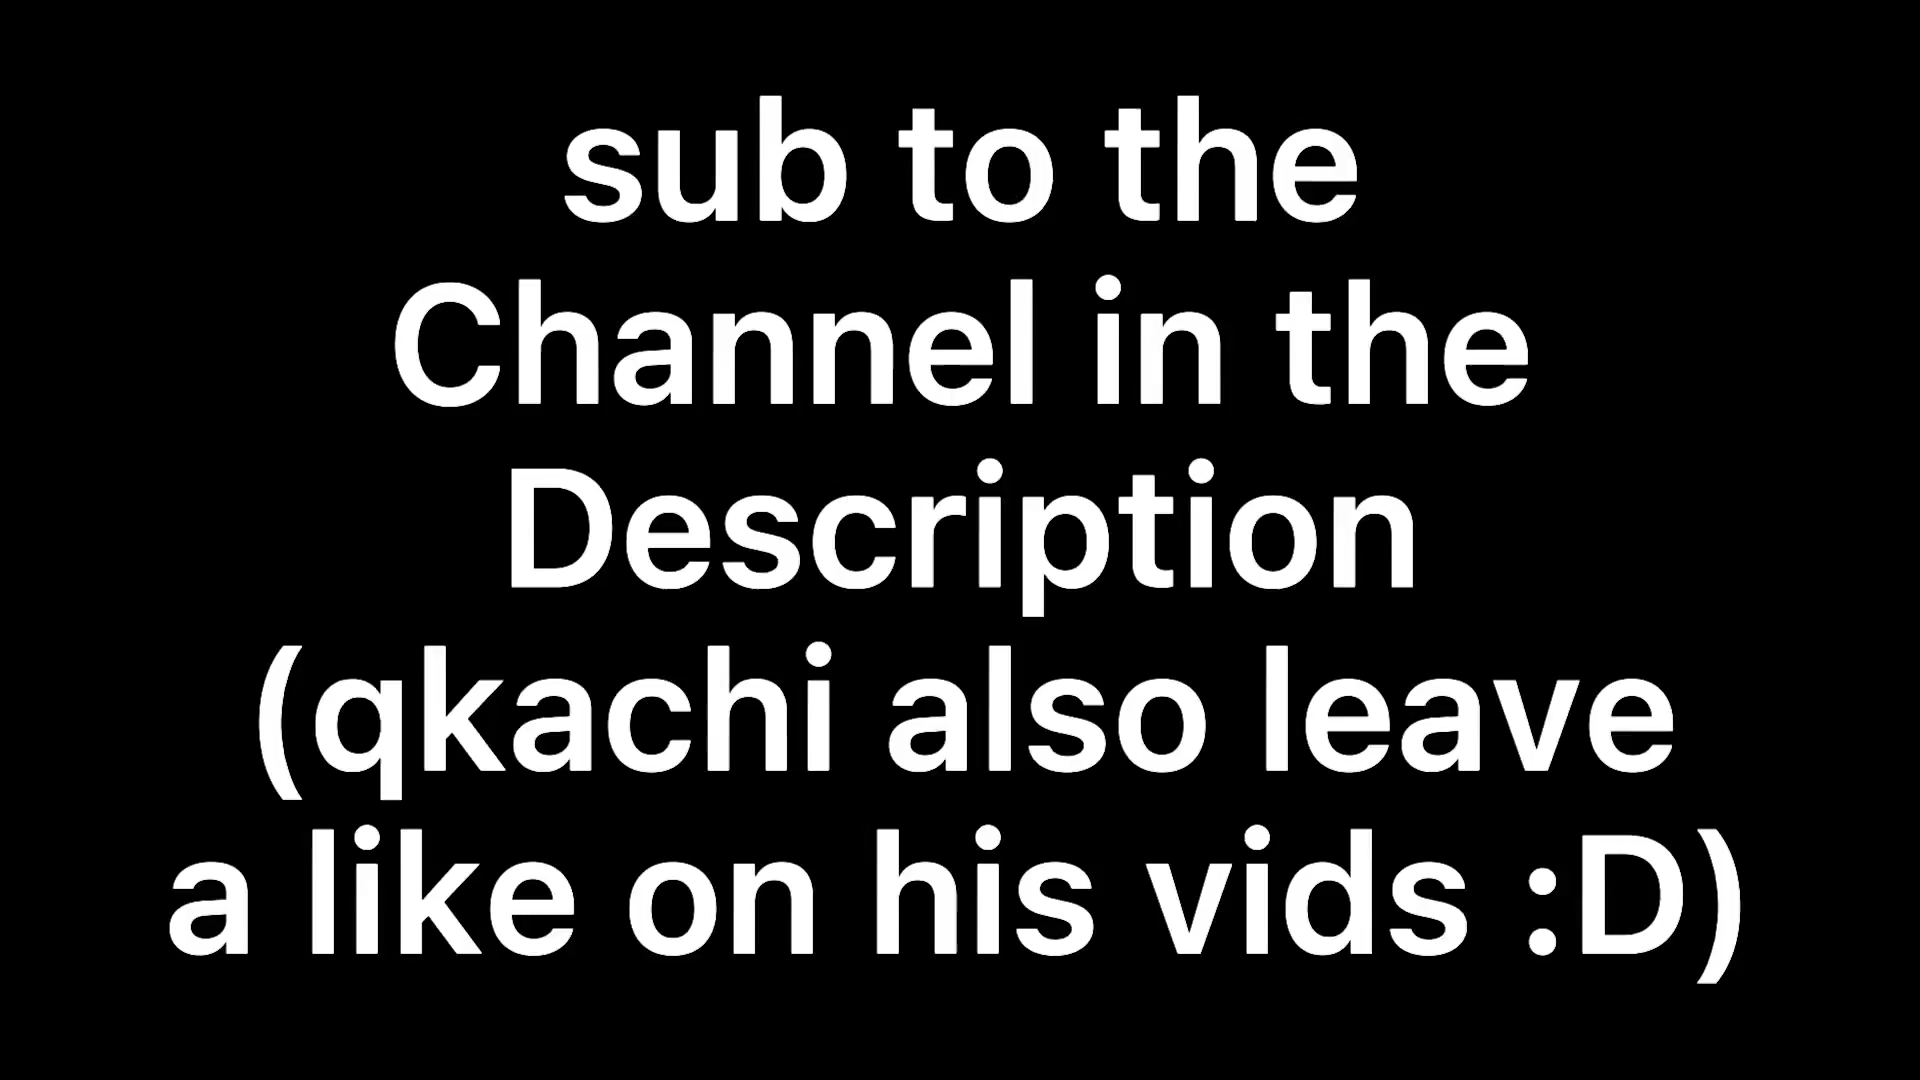 sub to the
Channel in the
Description
(qkachi also leave
a like on his vids :D)